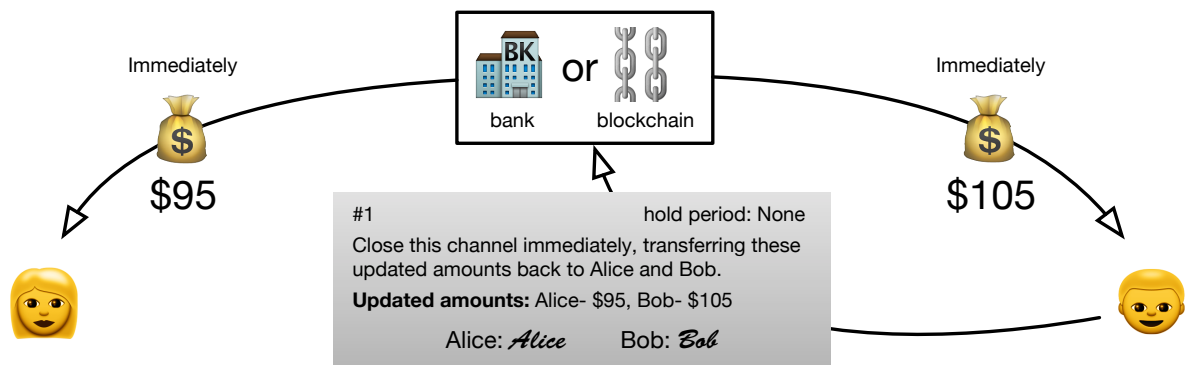 BK
or
bank
blockchain
Immediately
$
$95
Immediately
$
$105
#1 hold period: None
Close this channel immediately, transferring these
updated amounts back to Alice and Bob.
Updated amounts: Alice- $95, Bob- $105
Alice: Alice Bob: Bob